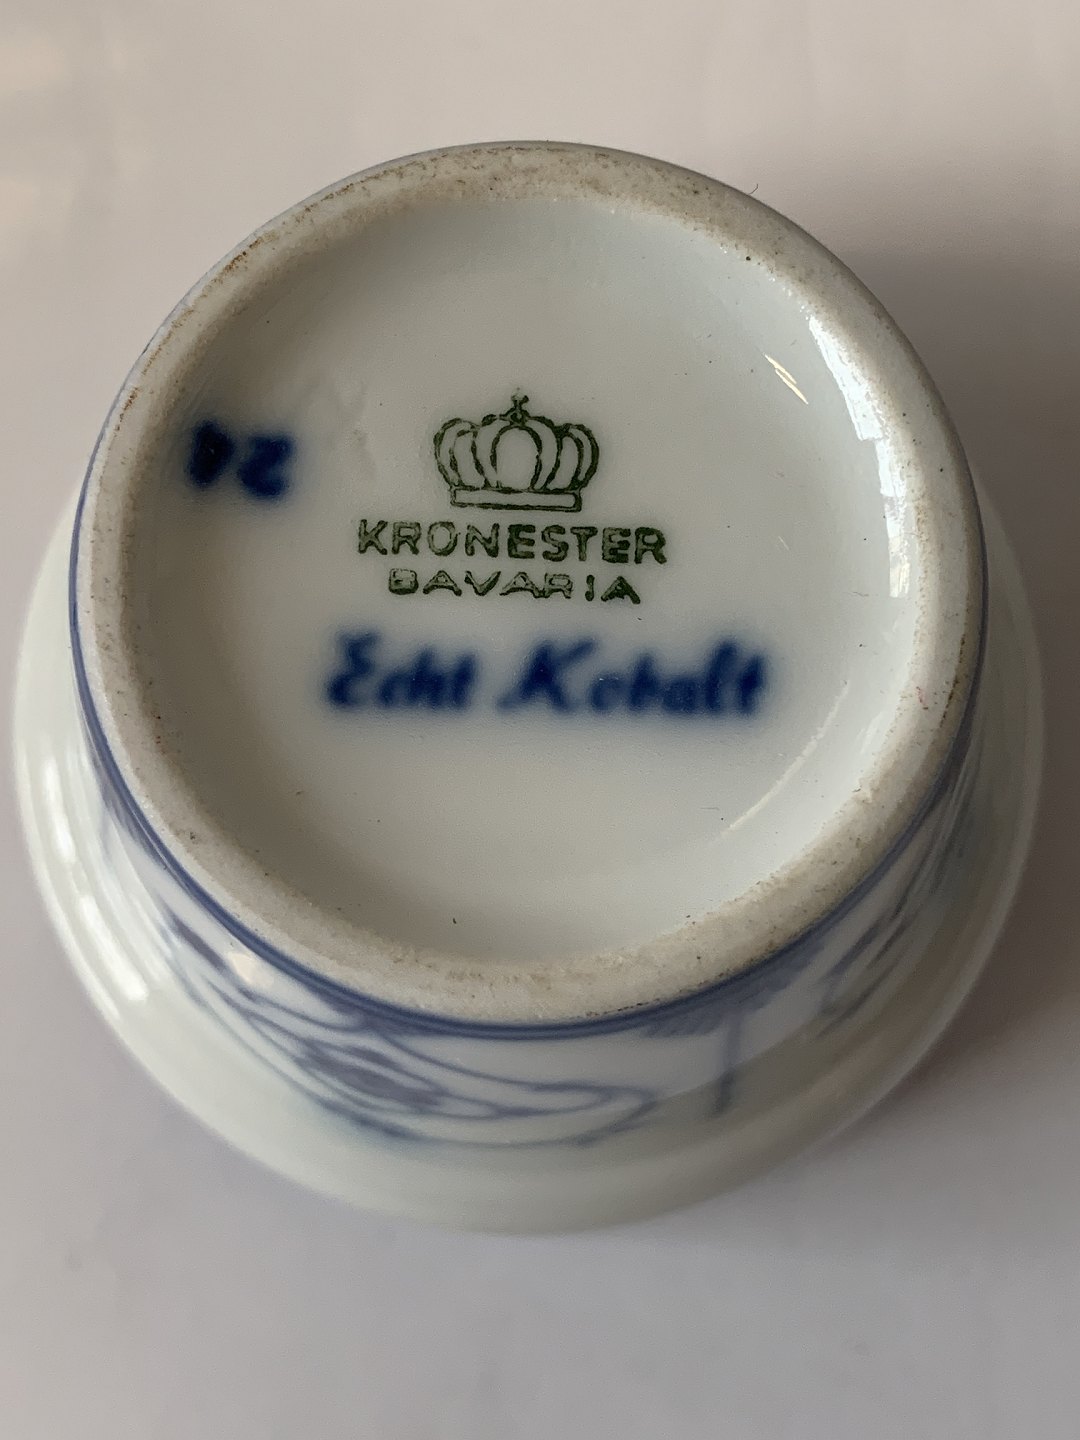 24
KRONESTER
BAVARIA
Echt Kobalt